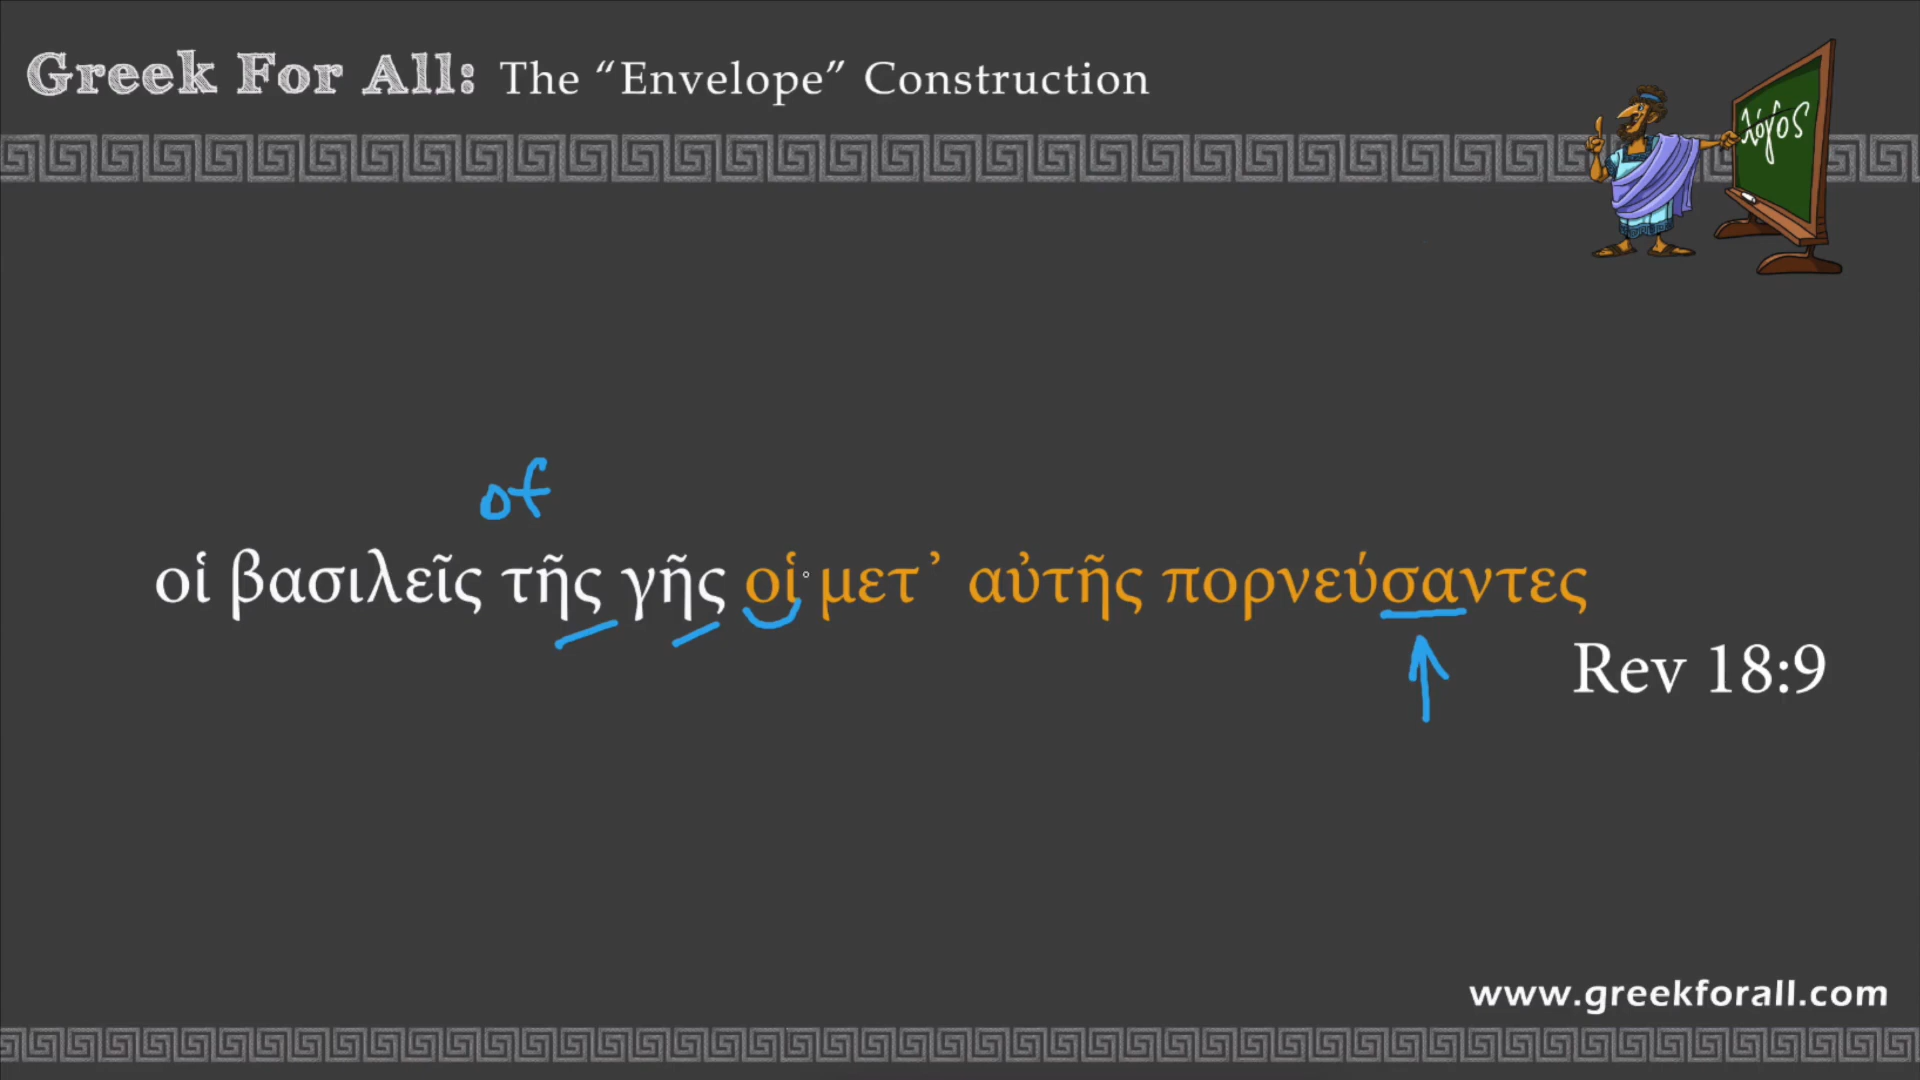 Greek For All: The “Envelope” Construction
λόγος
of
οἱ βασιλεῖς τῆς γῆς οἱ μετ᾽ αὐτῆς πορνεύσαντες
Rev 18:9
www.greekforall.com